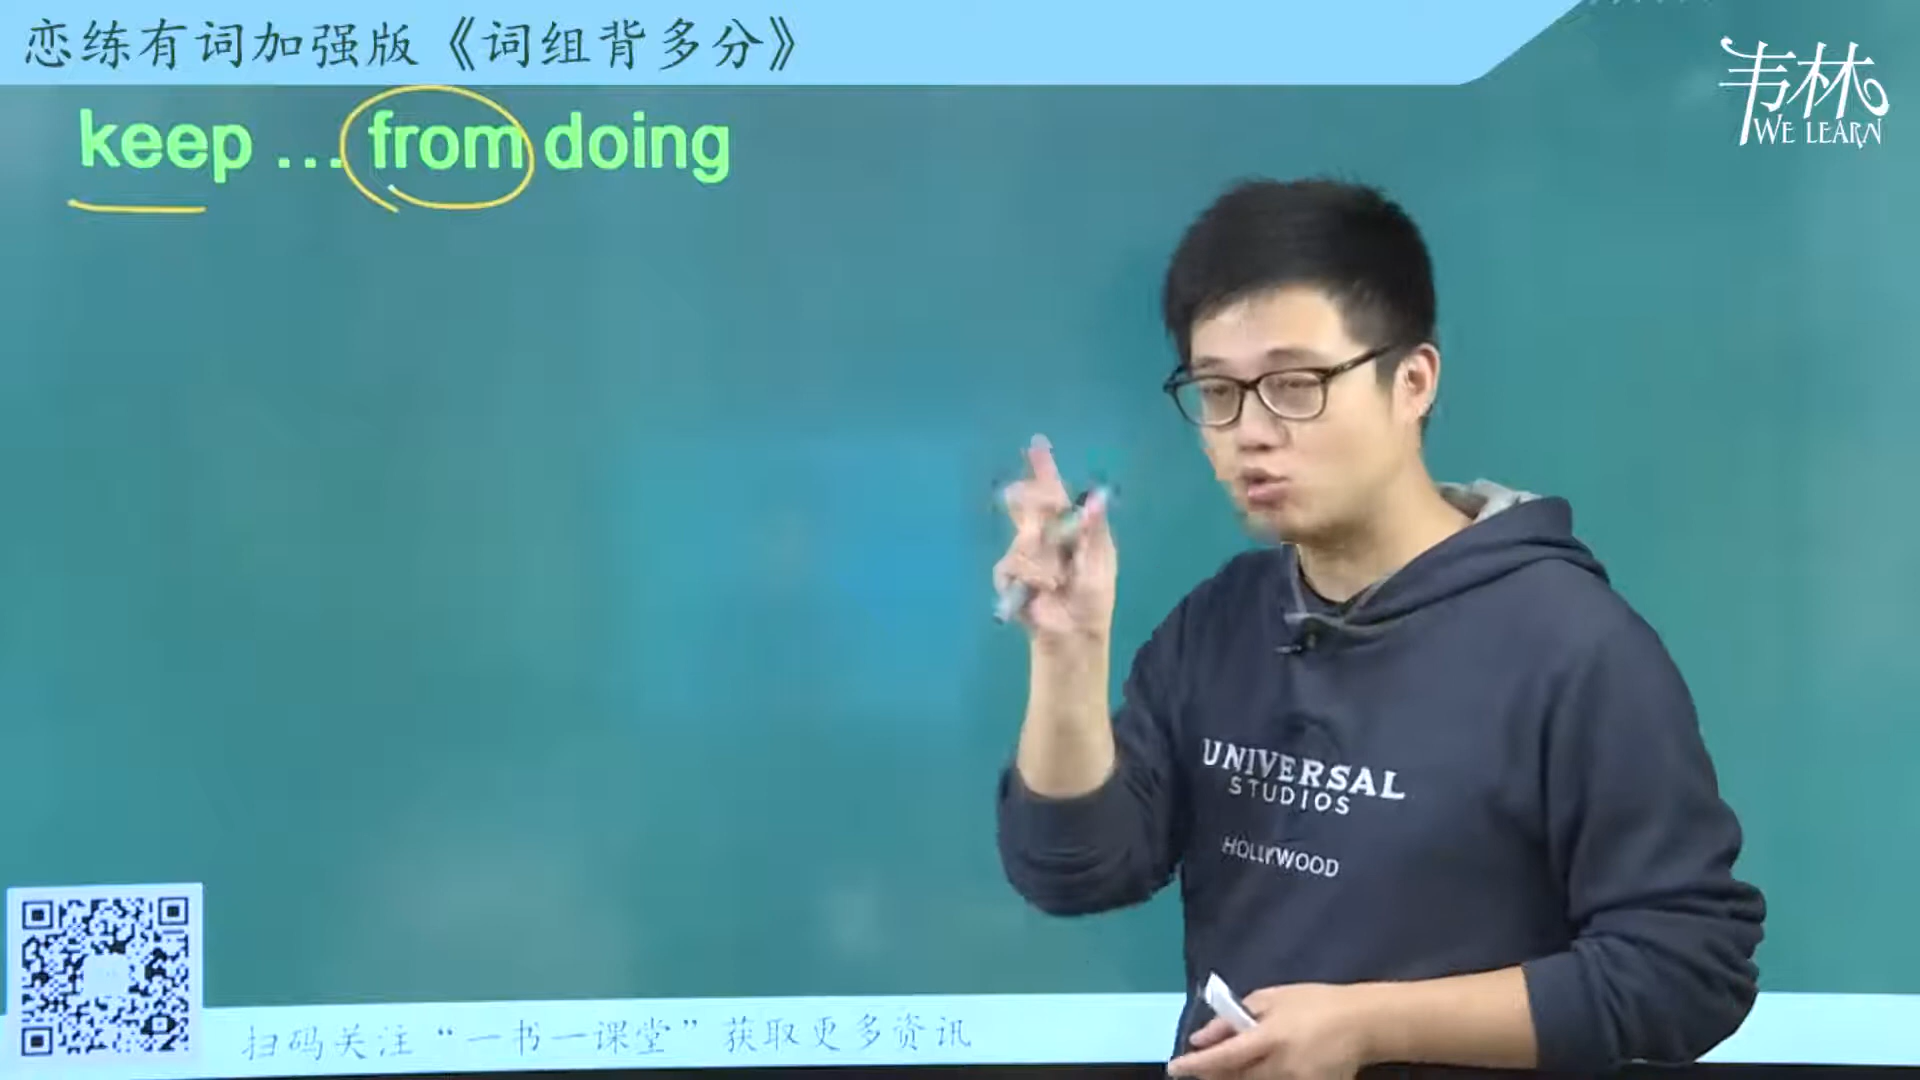 恋练有词加强版《词组背多分》
韦林
WE LEARN
keep ... from doing
UNIVERSAL
STUDIOS
HOLLYWOOD
扫码关注“一书一课堂”获取更多资讯